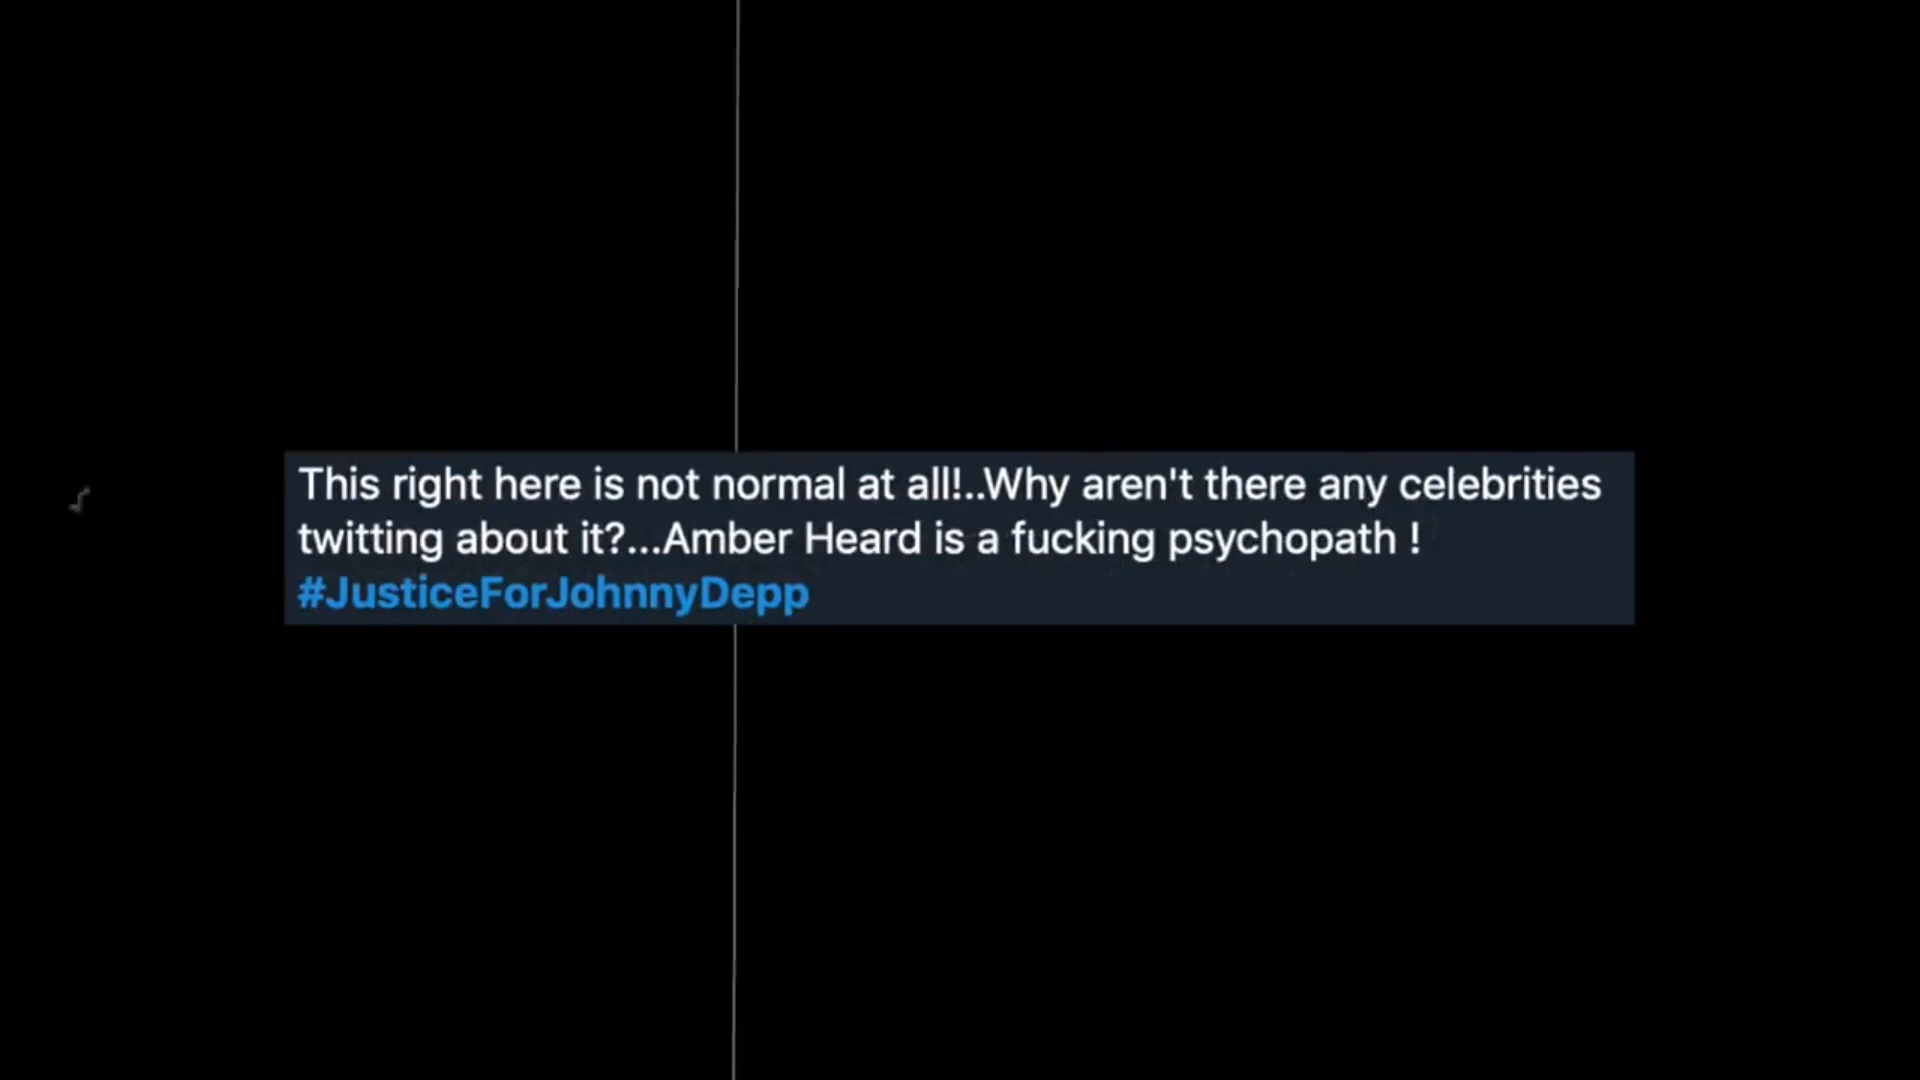 This right here is not normal at all!..Why aren't there any celebrities
twitting about it?...Amber Heard is a fucking psychopath !
#JusticeForJohnnyDepp